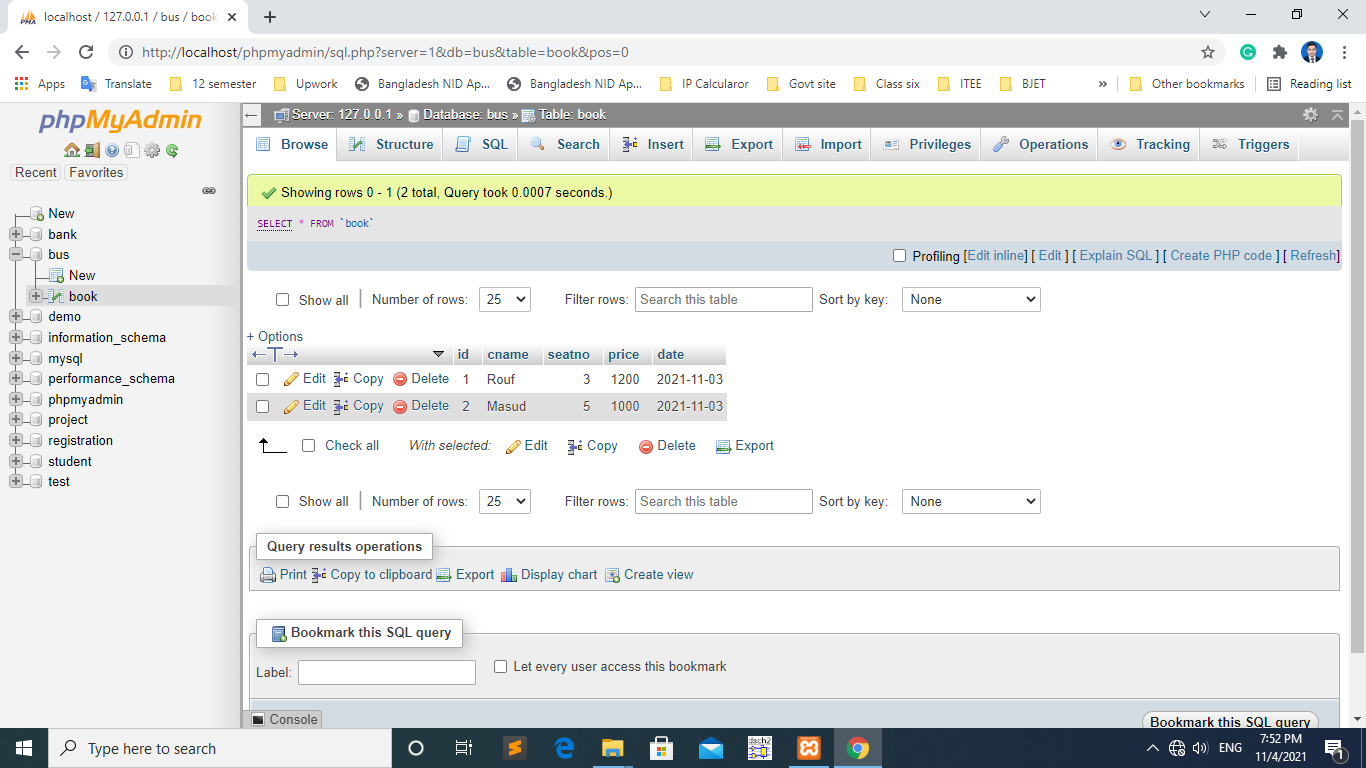 localhost / 127.0.0.1 / bus / book
http://localhost/phpmyadmin/sql.php?server=1&db=bus&table=book&pos=0
Apps Translate 12 semester Upwork Bangladesh NID Ap... Bangladesh NID Ap... IP Calcularor Govt site Class six ITEE BJET » Other bookmarks Reading list
phpMyAdmin
Recent Favorites
New
bank
bus
New
book
demo
information_schema
mysql
performance_schema
phpmyadmin
project
registration
student
test
Server: 127.0.0.1 » Database: bus » Table: book
Browse Structure SQL Search Insert Export Import Privileges Operations Tracking Triggers
Showing rows 0 - 1 (2 total, Query took 0.0007 seconds.)
SELECT * FROM `book`
Profiling [Edit inline] [ Edit ] [ Explain SQL ] [ Create PHP code ] [ Refresh]
Show all | Number of rows: 25 Filter rows: Search this table Sort by key: None
+ Options
←T→ id cname seatno price date
Edit Copy Delete 1 Rouf 3 1200 2021-11-03
Edit Copy Delete 2 Masud 5 1000 2021-11-03
Check all With selected: Edit Copy Delete Export
Show all | Number of rows: 25 Filter rows: Search this table Sort by key: None
Query results operations
Print Copy to clipboard Export Display chart Create view
Bookmark this SQL query
Label: Let every user access this bookmark
Console
Bookmark this SQL query
Type here to search
ENG
7:52 PM
11/4/2021
1